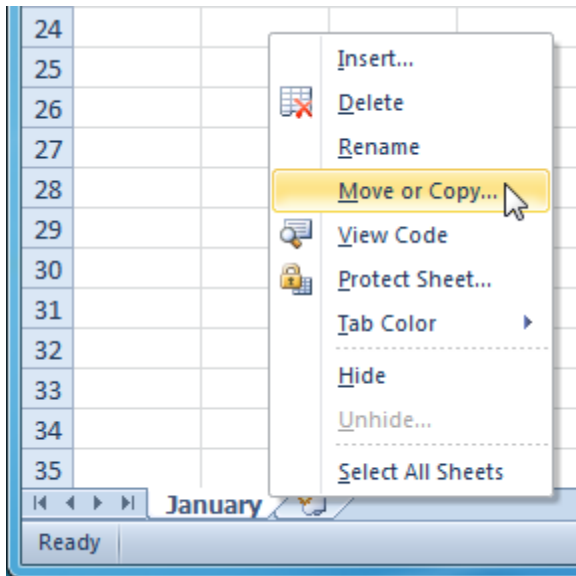 24
25
26
27
28
29
30
31
32
33
34
35
Insert...
Delete
Rename
Move or Copy...
View Code
Protect Sheet...
Tab Color
Hide
Unhide...
Select All Sheets
January
Ready